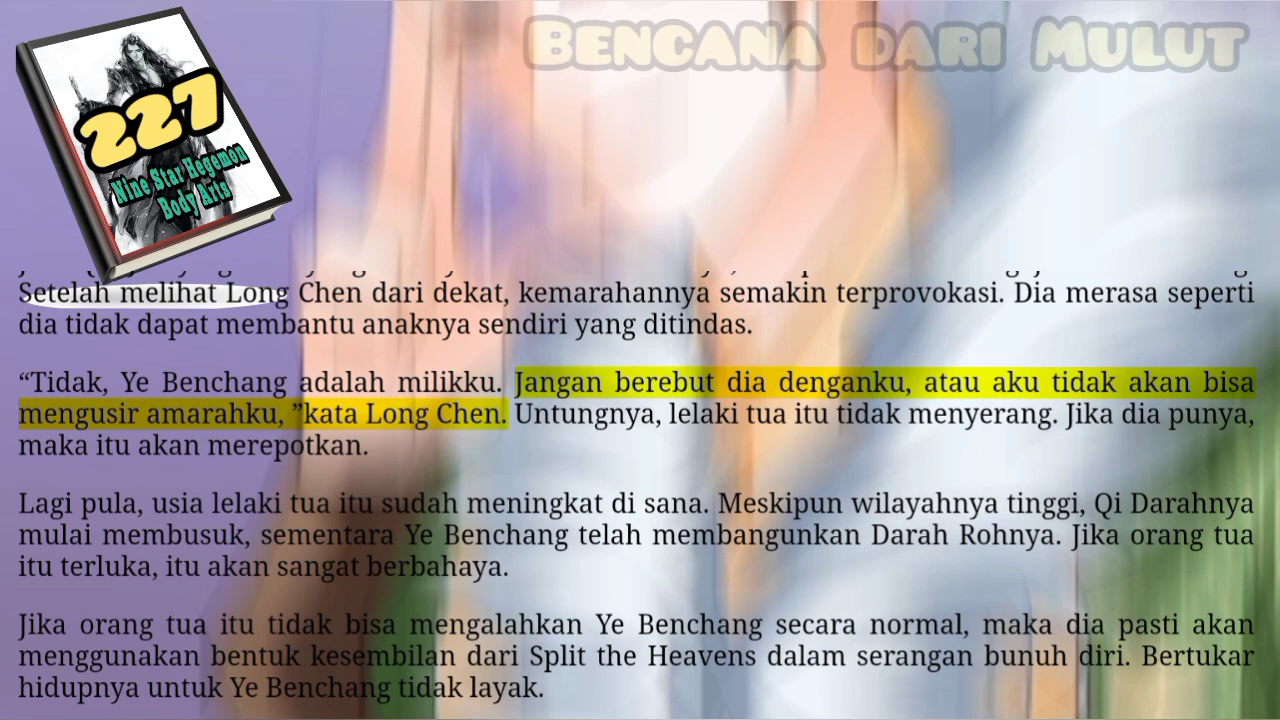 Bencana dari Mulut
227
Nine Star Hegemon
Body Arts
Setelah melihat Long Chen dari dekat, kemarahannya semakin terprovokasi. Dia merasa seperti
dia tidak dapat membantu anaknya sendiri yang ditindas.
“Tidak, Ye Benchang adalah milikku. Jangan berebut dia denganku, atau aku tidak akan bisa
mengusir amarahku, ”kata Long Chen. Untungnya, lelaki tua itu tidak menyerang. Jika dia punya,
maka itu akan merepotkan.
Lagi pula, usia lelaki tua itu sudah meningkat di sana. Meskipun wilayahnya tinggi, Qi Darahnya
mulai membusuk, sementara Ye Benchang telah membangunkan Darah Rohnya. Jika orang tua
itu terluka, itu akan sangat berbahaya.
Jika orang tua itu tidak bisa mengalahkan Ye Benchang secara normal, maka dia pasti akan
menggunakan bentuk kesembilan dari Split the Heavens dalam serangan bunuh diri. Bertukar
hidupnya untuk Ye Benchang tidak layak.